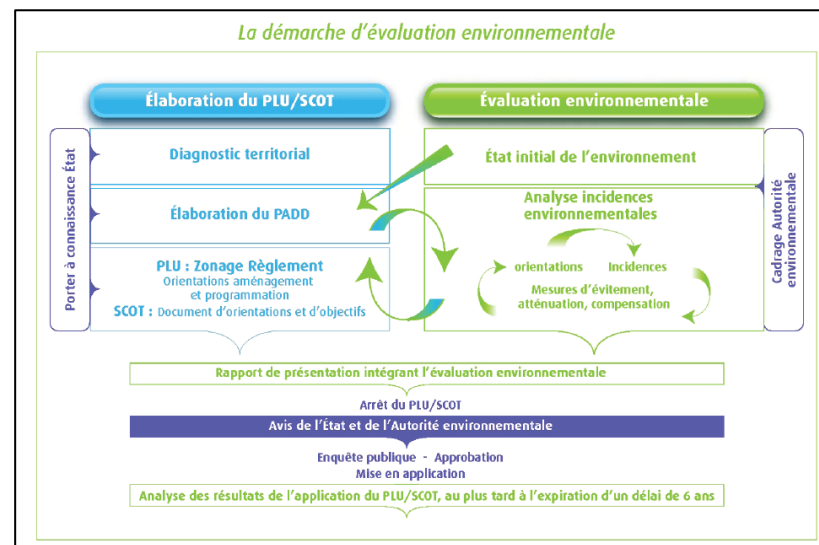 La démarche d'évaluation environnementale
Élaboration du PLU/SCOT
Évaluation environnementale
Porter à connaissance État
Diagnostic territorial
État initial de l'environnement
Élaboration du PADD
Analyse incidences
environnementales
PLU : Zonage Règlement
Orientations aménagement
et programmation
SCOT : Document d'orientations et d'objectifs
orientations
Incidences
Mesures d'évitement,
atténuation, compensation
Cadrage Autorité
environnementale
Rapport de présentation intégrant l'évaluation environnementale
Arrêt du PLU/SCOT
Avis de l'État et de l'Autorité environnementale
Enquête publique - Approbation
Mise en application
Analyse des résultats de l'application du PLU/SCOT, au plus tard à l'expiration d'un délai de 6 ans